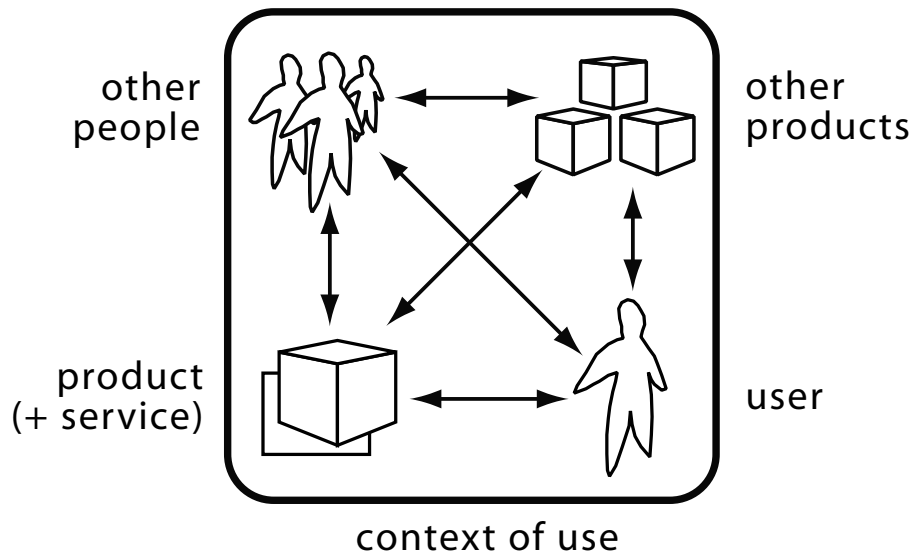 other
people
other
products
product
(+ service)
user
context of use